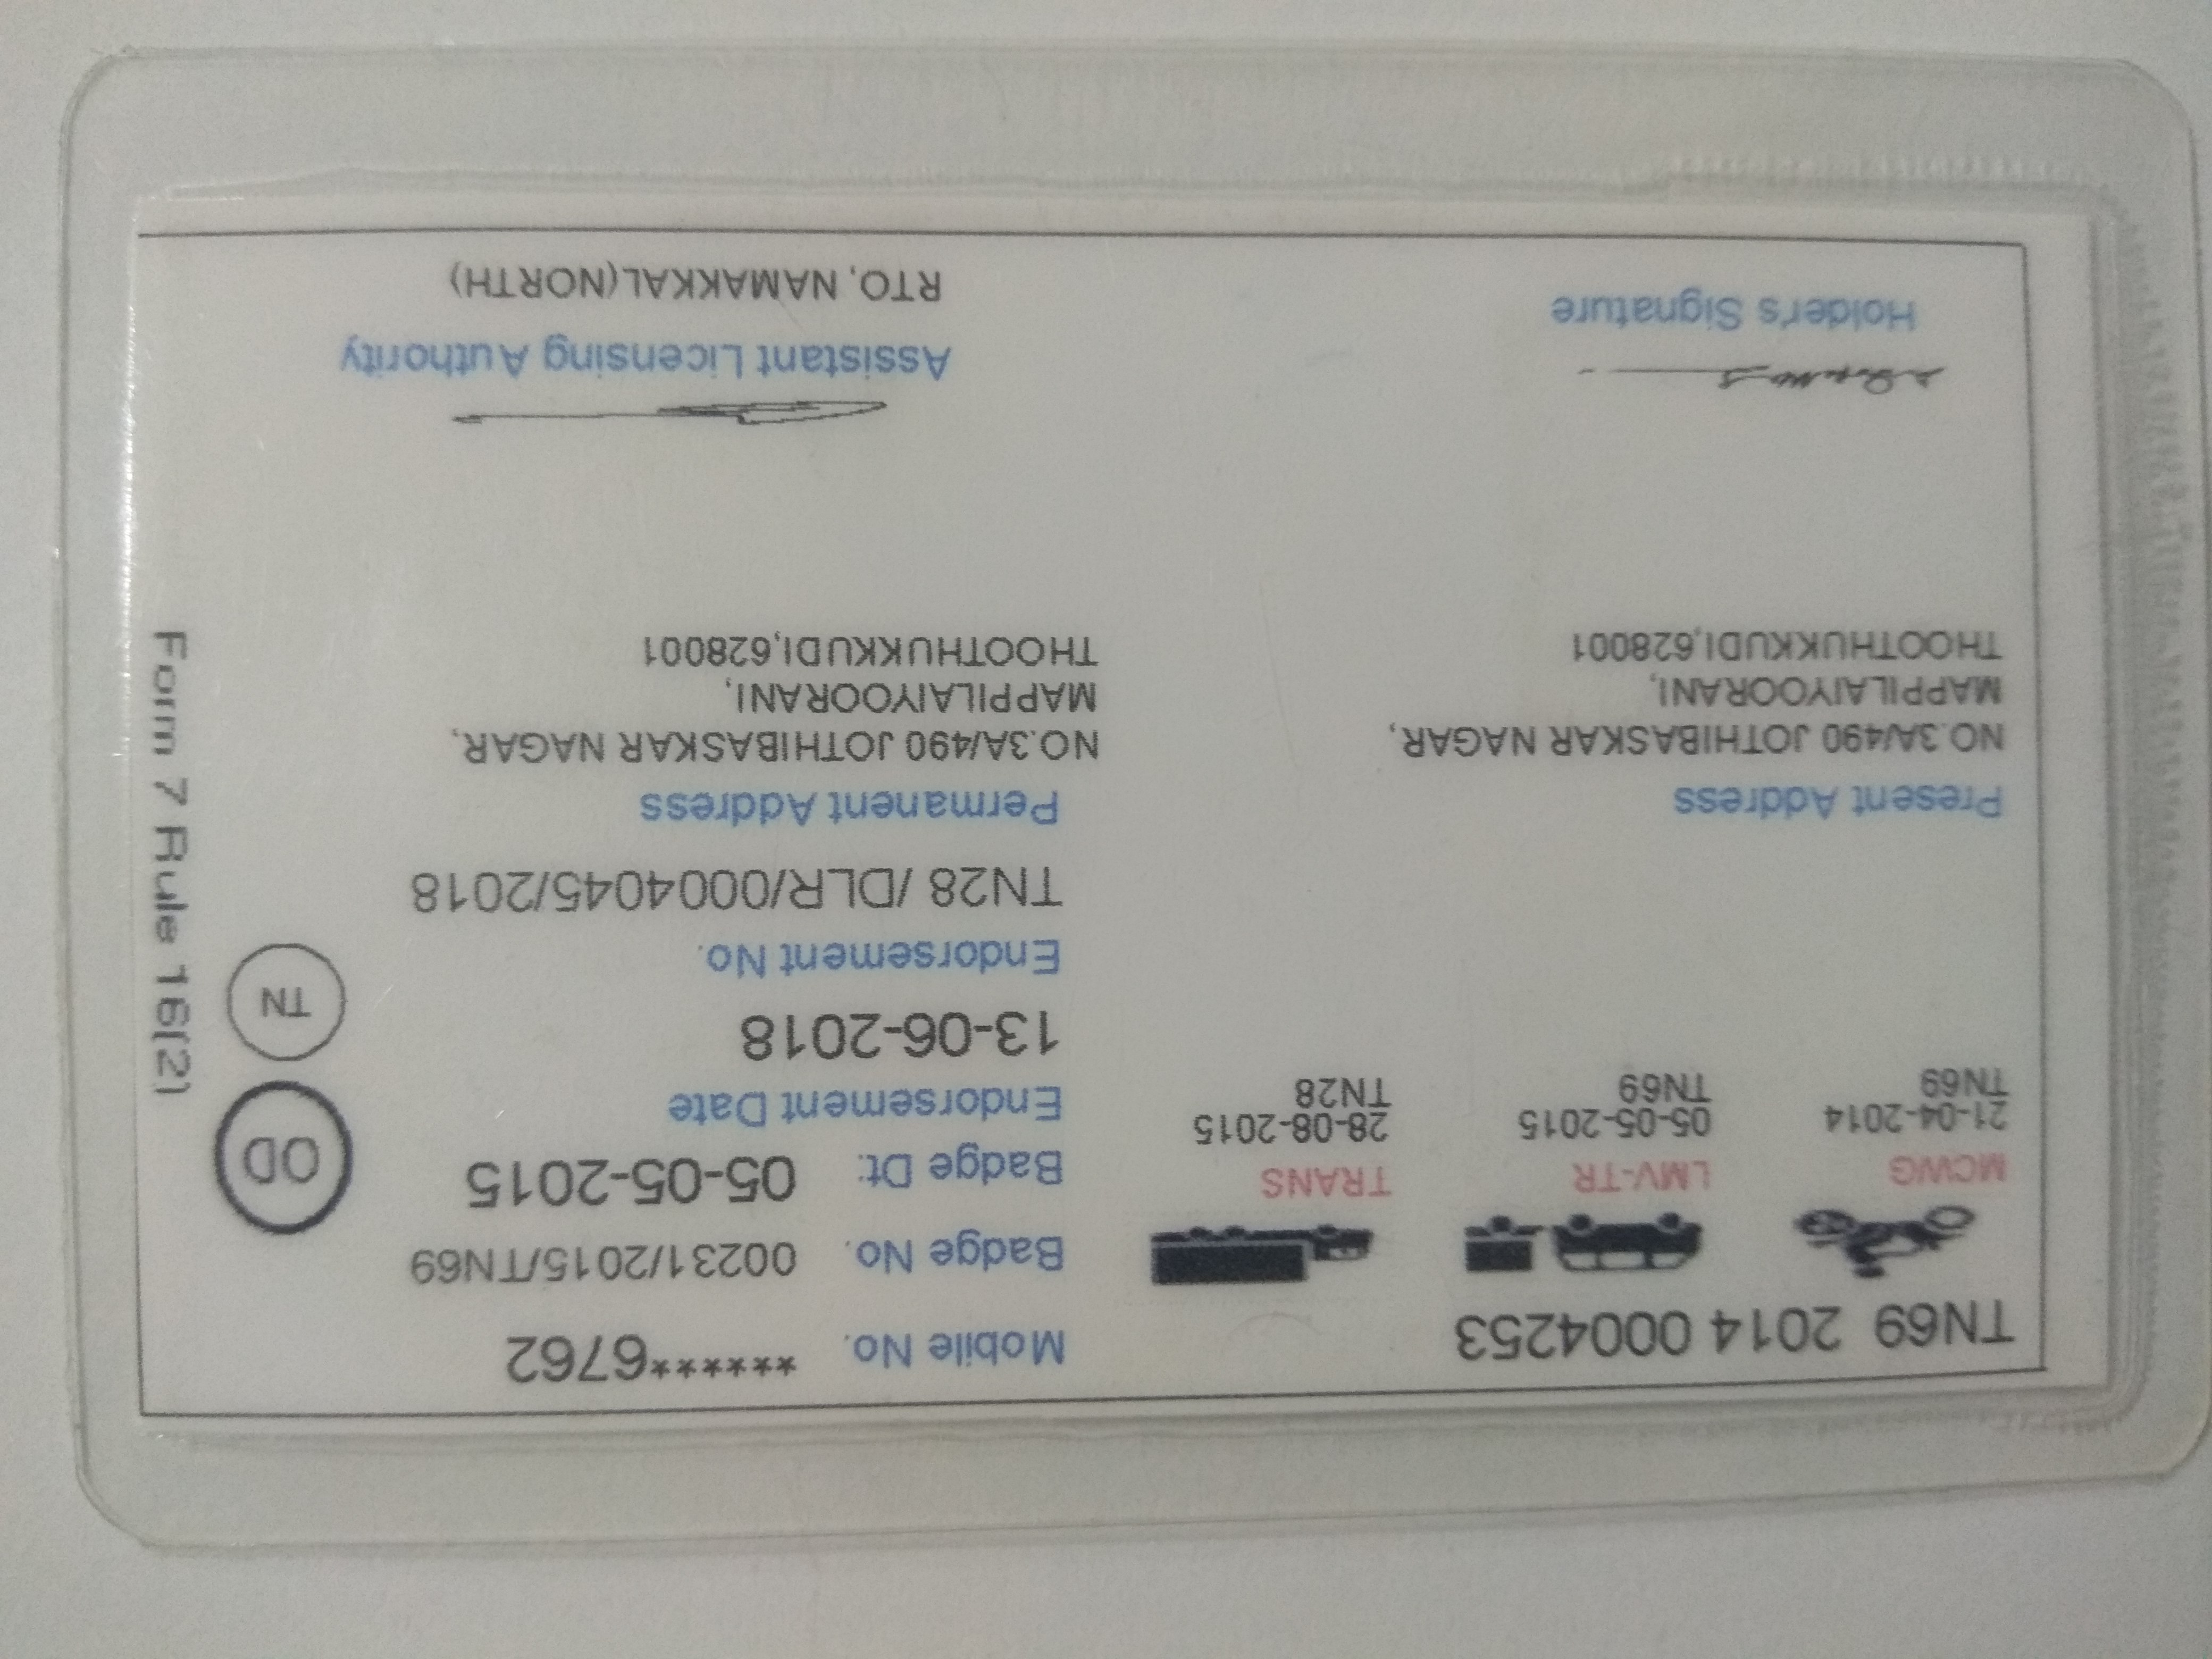 TN69 2014 0004253
MCWG
21-04-2014
TN69
LMV-TR
05-05-2015
TN69
TRANS
28-08-2015
TN28
Mobile No. ******6762
Badge No. 00231/2015/TN69
Badge Dt: 05-05-2015
Endorsement Date
13-06-2018
Endorsement No.
TN28 /DLR/0004045/2018
OD
TN
Form 7 Rule 16(2)
Present Address
NO.3A/490 JOTHIBASKAR NAGAR,
MAPPILAIYOORANI,
THOOTHUKKUDI,628001
Permanent Address
NO.3A/490 JOTHIBASKAR NAGAR,
MAPPILAIYOORANI,
THOOTHUKKUDI,628001
Holder's Signature
Assistant Licensing Authority
RTO, NAMAKKAL(NORTH)